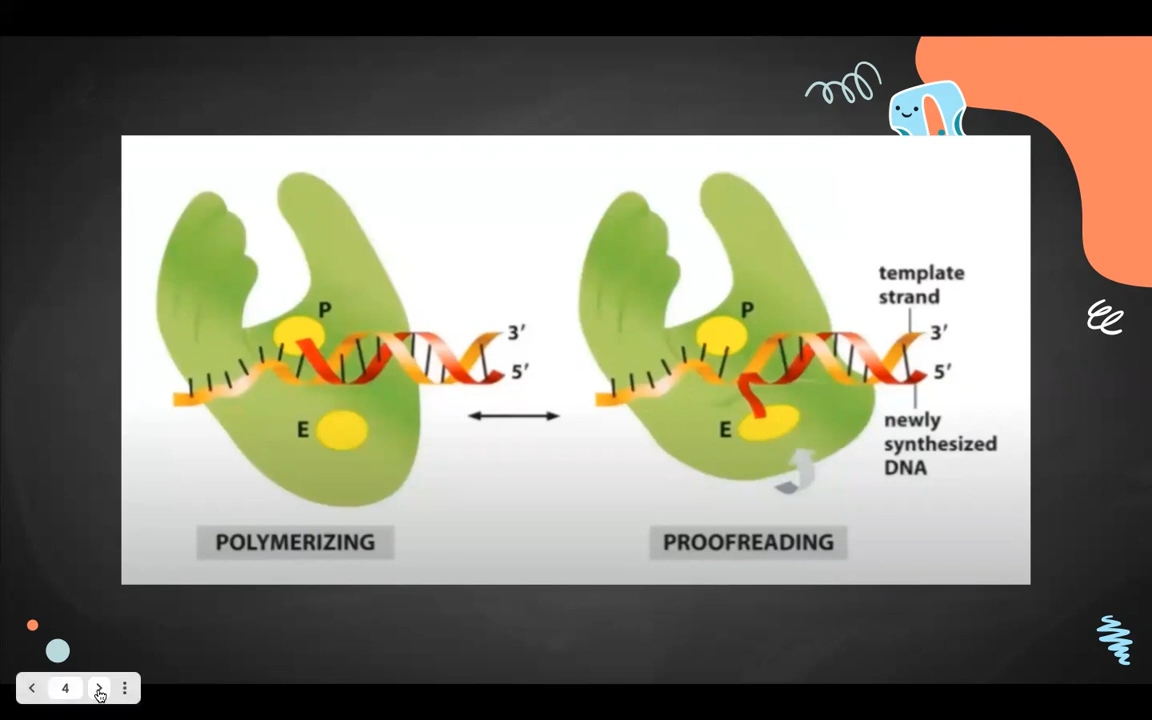 P
3′
5′
E
POLYMERIZING
P
template
strand
3′
5′
E
newly
synthesized
DNA
PROOFREADING
4